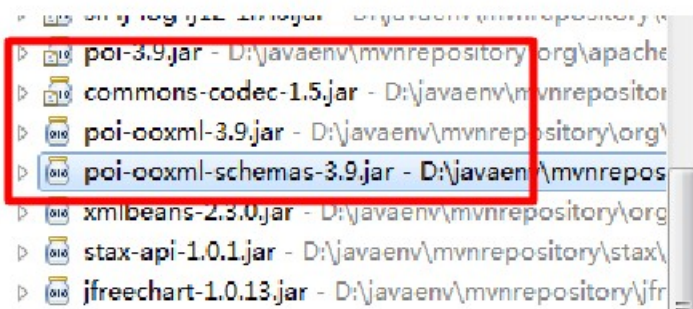 poi-3.9.jar - D:\javaenv\mvnrepository\org\apache
commons-codec-1.5.jar - D:\javaenv\mvnrepositor
poi-ooxml-3.9.jar - D:\javaenv\mvnrepository\org\
poi-ooxml-schemas-3.9.jar - D:\javaenv\mvnrepos
xmlbeans-2.3.0.jar - D:\javaenv\mvnrepository\org
stax-api-1.0.1.jar - D:\javaenv\mvnrepository\stax\
jfreechart-1.0.13.jar - D:\javaenv\mvnrepository\jfr